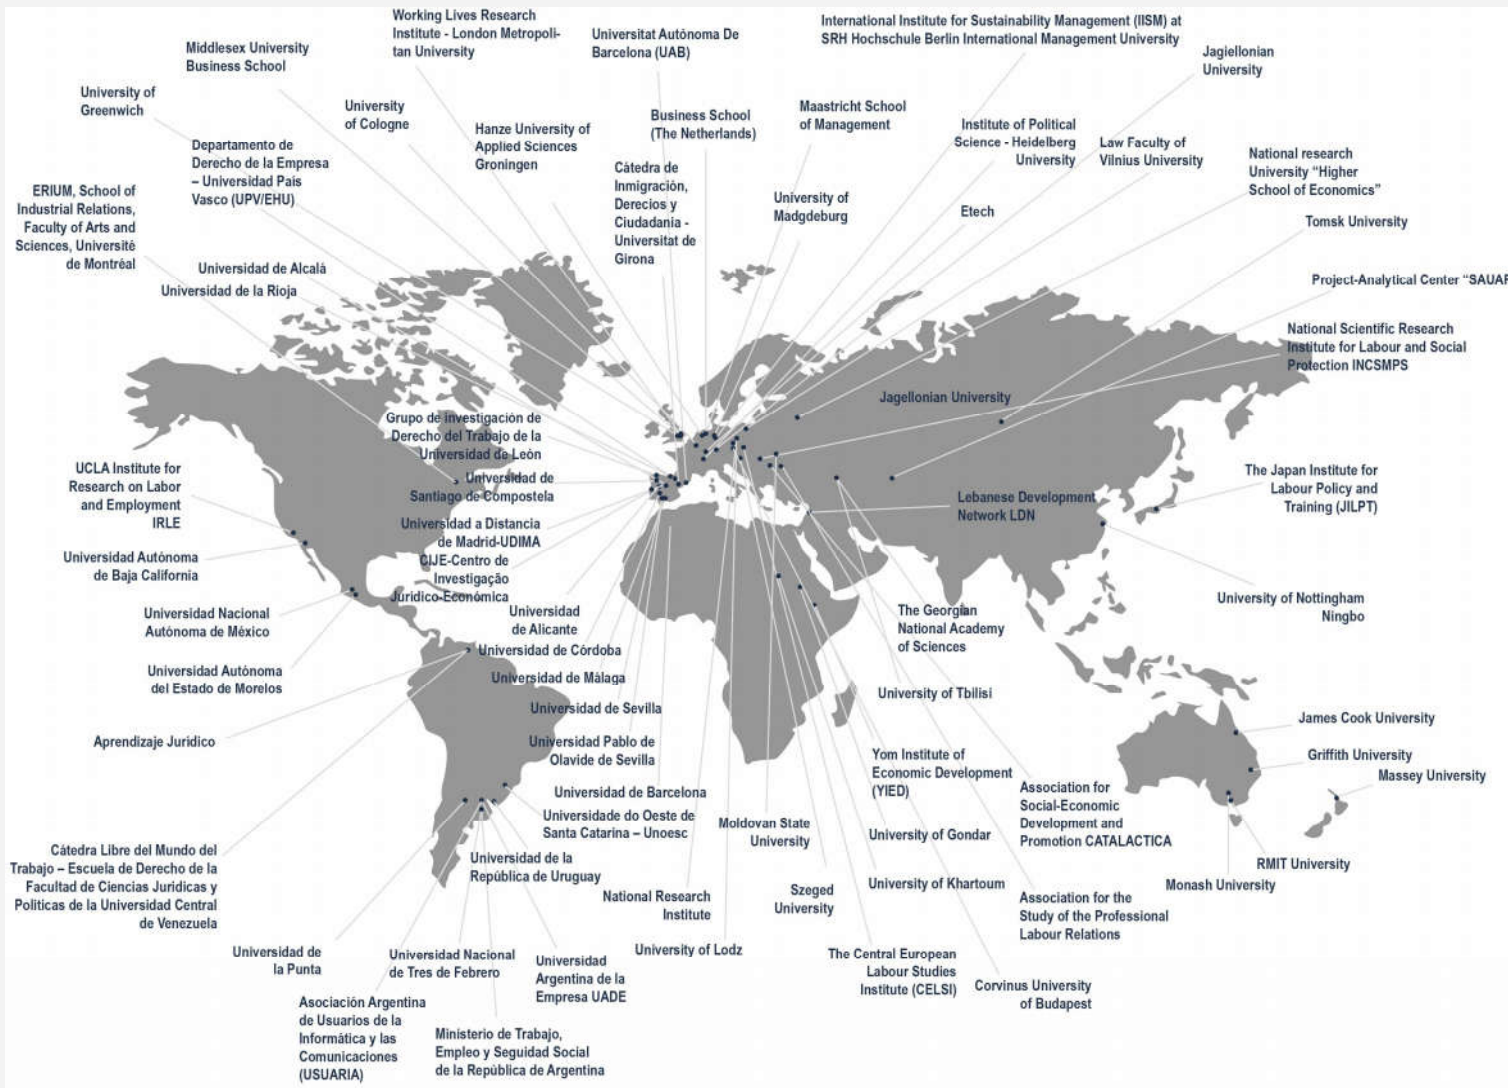 Working Lives Research
Institute - London Metropoli-
tan University
Universitat Autónoma De
Barcelona (UAB)
International Institute for Sustainability Management (IISM) at
SRH Hochschule Berlin International Management University
Middlesex University
Business School
Jagiellonian
University
University of
Greenwich
University
of Cologne
Hanze University of
Applied Sciences
Groningen
Business School
(The Netherlands)
Maastricht School
of Management
Institute of Political
Science - Heidelberg
University
Law Faculty of
Vilnius University
National research
University “Higher
School of Economics”
Departamento de
Derecho de la Empresa
– Universidad Pais
Vasco (UPV/EHU)
Cátedra de
Inmigración,
Derecios y
Ciudadania -
Universitat de
Girona
University of
Madgdeburg
Etech
Tomsk University
ERIUM, School of
Industrial Relations,
Faculty of Arts and
Sciences, Université
de Montréal
Universidad de Alcalá
Universidad de la Rioja
Project-Analytical Center “SAUAP
National Scientific Research
Institute for Labour and Social
Protection INCSMPS
Jagellonian University
Grupo de investigación de
Derecho del Trabajo de la
Universidad de León
UCLA Institute for
Research on Labor
and Employment
IRLE
Universidad de
Santiago de Compostela
Lebanese Development
Network LDN
The Japan Institute for
Labour Policy and
Training (JILPT)
Universidad a Distancia
de Madrid-UDIMA
CIJE-Centro de
Investigação
Jurídico-Económica
Universidad Autónoma
de Baja California
Universidad Nacional
Autónoma de México
Universidad
de Alicante
The Georgian
National Academy
of Sciences
University of Nottingham
Ningbo
Universidad de Córdoba
Universidad Autónoma
del Estado de Morelos
Universidad de Málaga
University of Tbilisi
Universidad de Sevilla
James Cook University
Aprendizaje Jurídico
Universidad Pablo de
Olavide de Sevilla
Yom Institute of
Economic Development
(YIED)
Griffith University
Massey University
Universidad de Barcelona
Association for
Social-Economic
Development and
Promotion CATALACTICA
Universidade do Oeste de
Santa Catarina – Unoesc
Moldovan State
University
University of Gondar
Cátedra Libre del Mundo del
Trabajo – Escuela de Derecho de la
Facultad de Ciencias Juridicas y
Politicas de la Universidad Central
de Venezuela
Universidad de la
República de Uruguay
RMIT University
Monash University
National Research
Institute
Szeged
University
University of Khartoum
Association for the
Study of the Professional
Labour Relations
Universidad de
la Punta
Universidad Nacional
de Tres de Febrero
Universidad
Argentina de la
Empresa UADE
University of Lodz
The Central European
Labour Studies
Institute (CELSI)
Corvinus University
of Budapest
Asociación Argentina
de Usuarios de la
Informática y las
Comunicaciones
(USUARIA)
Ministerio de Trabajo,
Empleo y Seguidad Social
de la República de Argentina